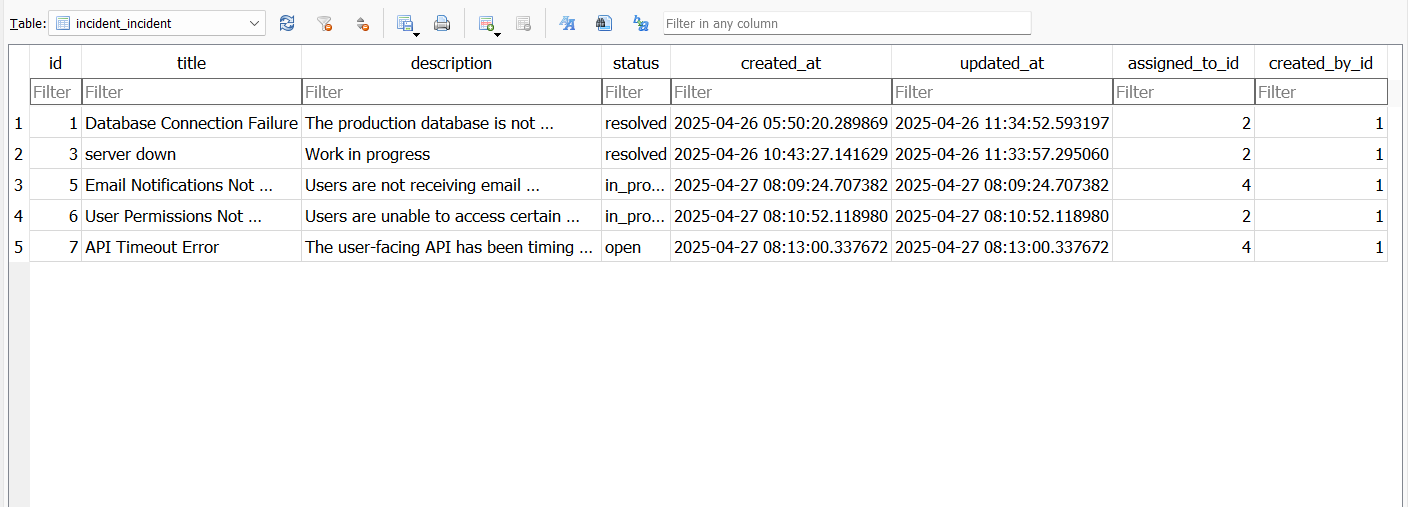 Table: incident_incident Filter in any column
id title description status created_at updated_at assigned_to_id created_by_id
Filter Filter Filter Filter Filter Filter Filter Filter
1 1 Database Connection Failure The production database is not ... resolved 2025-04-26 05:50:20.289869 2025-04-26 11:34:52.593197 2 1
2 3 server down Work in progress resolved 2025-04-26 10:43:27.141629 2025-04-26 11:33:57.295060 2 1
3 5 Email Notifications Not ... Users are not receiving email ... in_pro... 2025-04-27 08:09:24.707382 2025-04-27 08:09:24.707382 4 1
4 6 User Permissions Not ... Users are unable to access certain ... in_pro... 2025-04-27 08:10:52.118980 2025-04-27 08:10:52.118980 2 1
5 7 API Timeout Error The user-facing API has been timing ... open 2025-04-27 08:13:00.337672 2025-04-27 08:13:00.337672 4 1